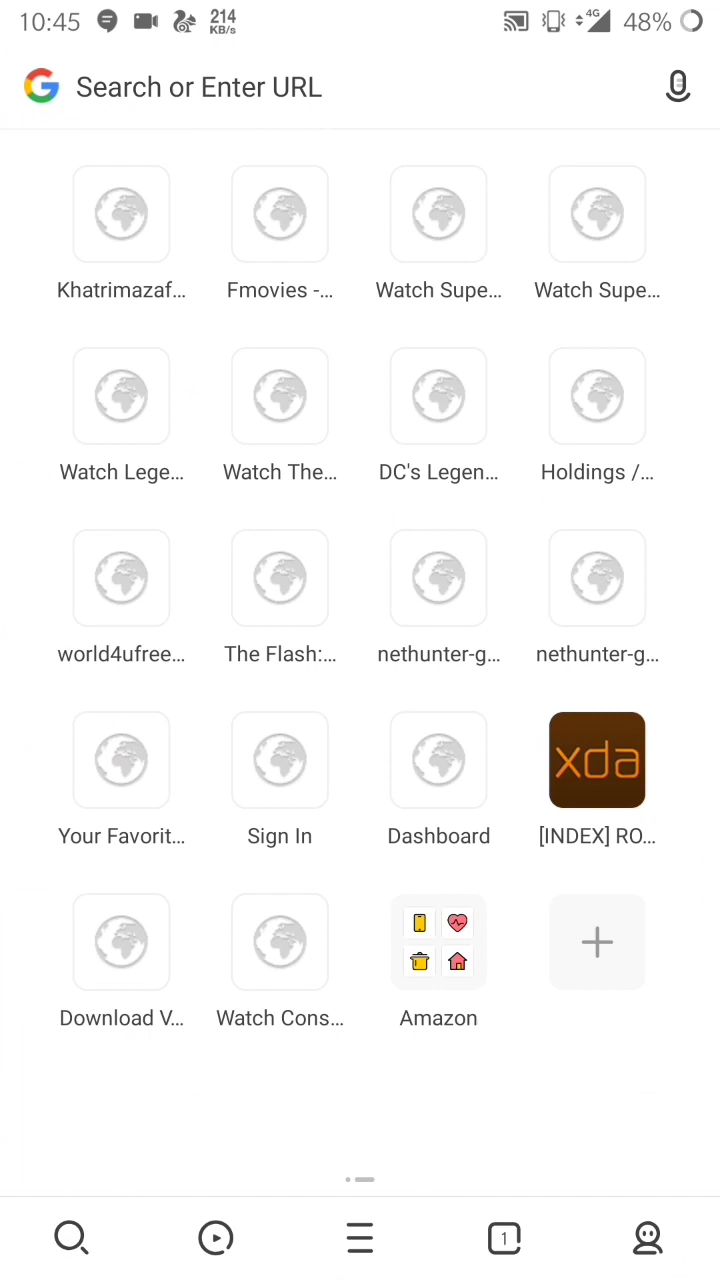 10:45 214 KB/s 4G 48%
Search or Enter URL
Khatrimazaf... Fmovies -... Watch Supe... Watch Supe...
Watch Lege... Watch The... DC's Legen... Holdings /...
world4ufree... The Flash:... nethunter-g... nethunter-g...
xda
Your Favorit... Sign In Dashboard [INDEX] RO...
Download V... Watch Cons... Amazon
1